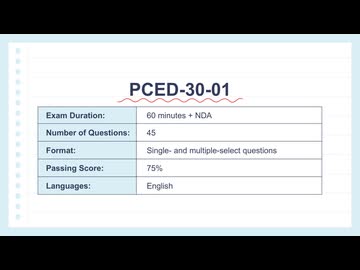 PCED-30-01
Exam Duration: 60 minutes + NDA
Number of Questions: 45
Format: Single- and multiple-select questions
Passing Score: 75%
Languages: English